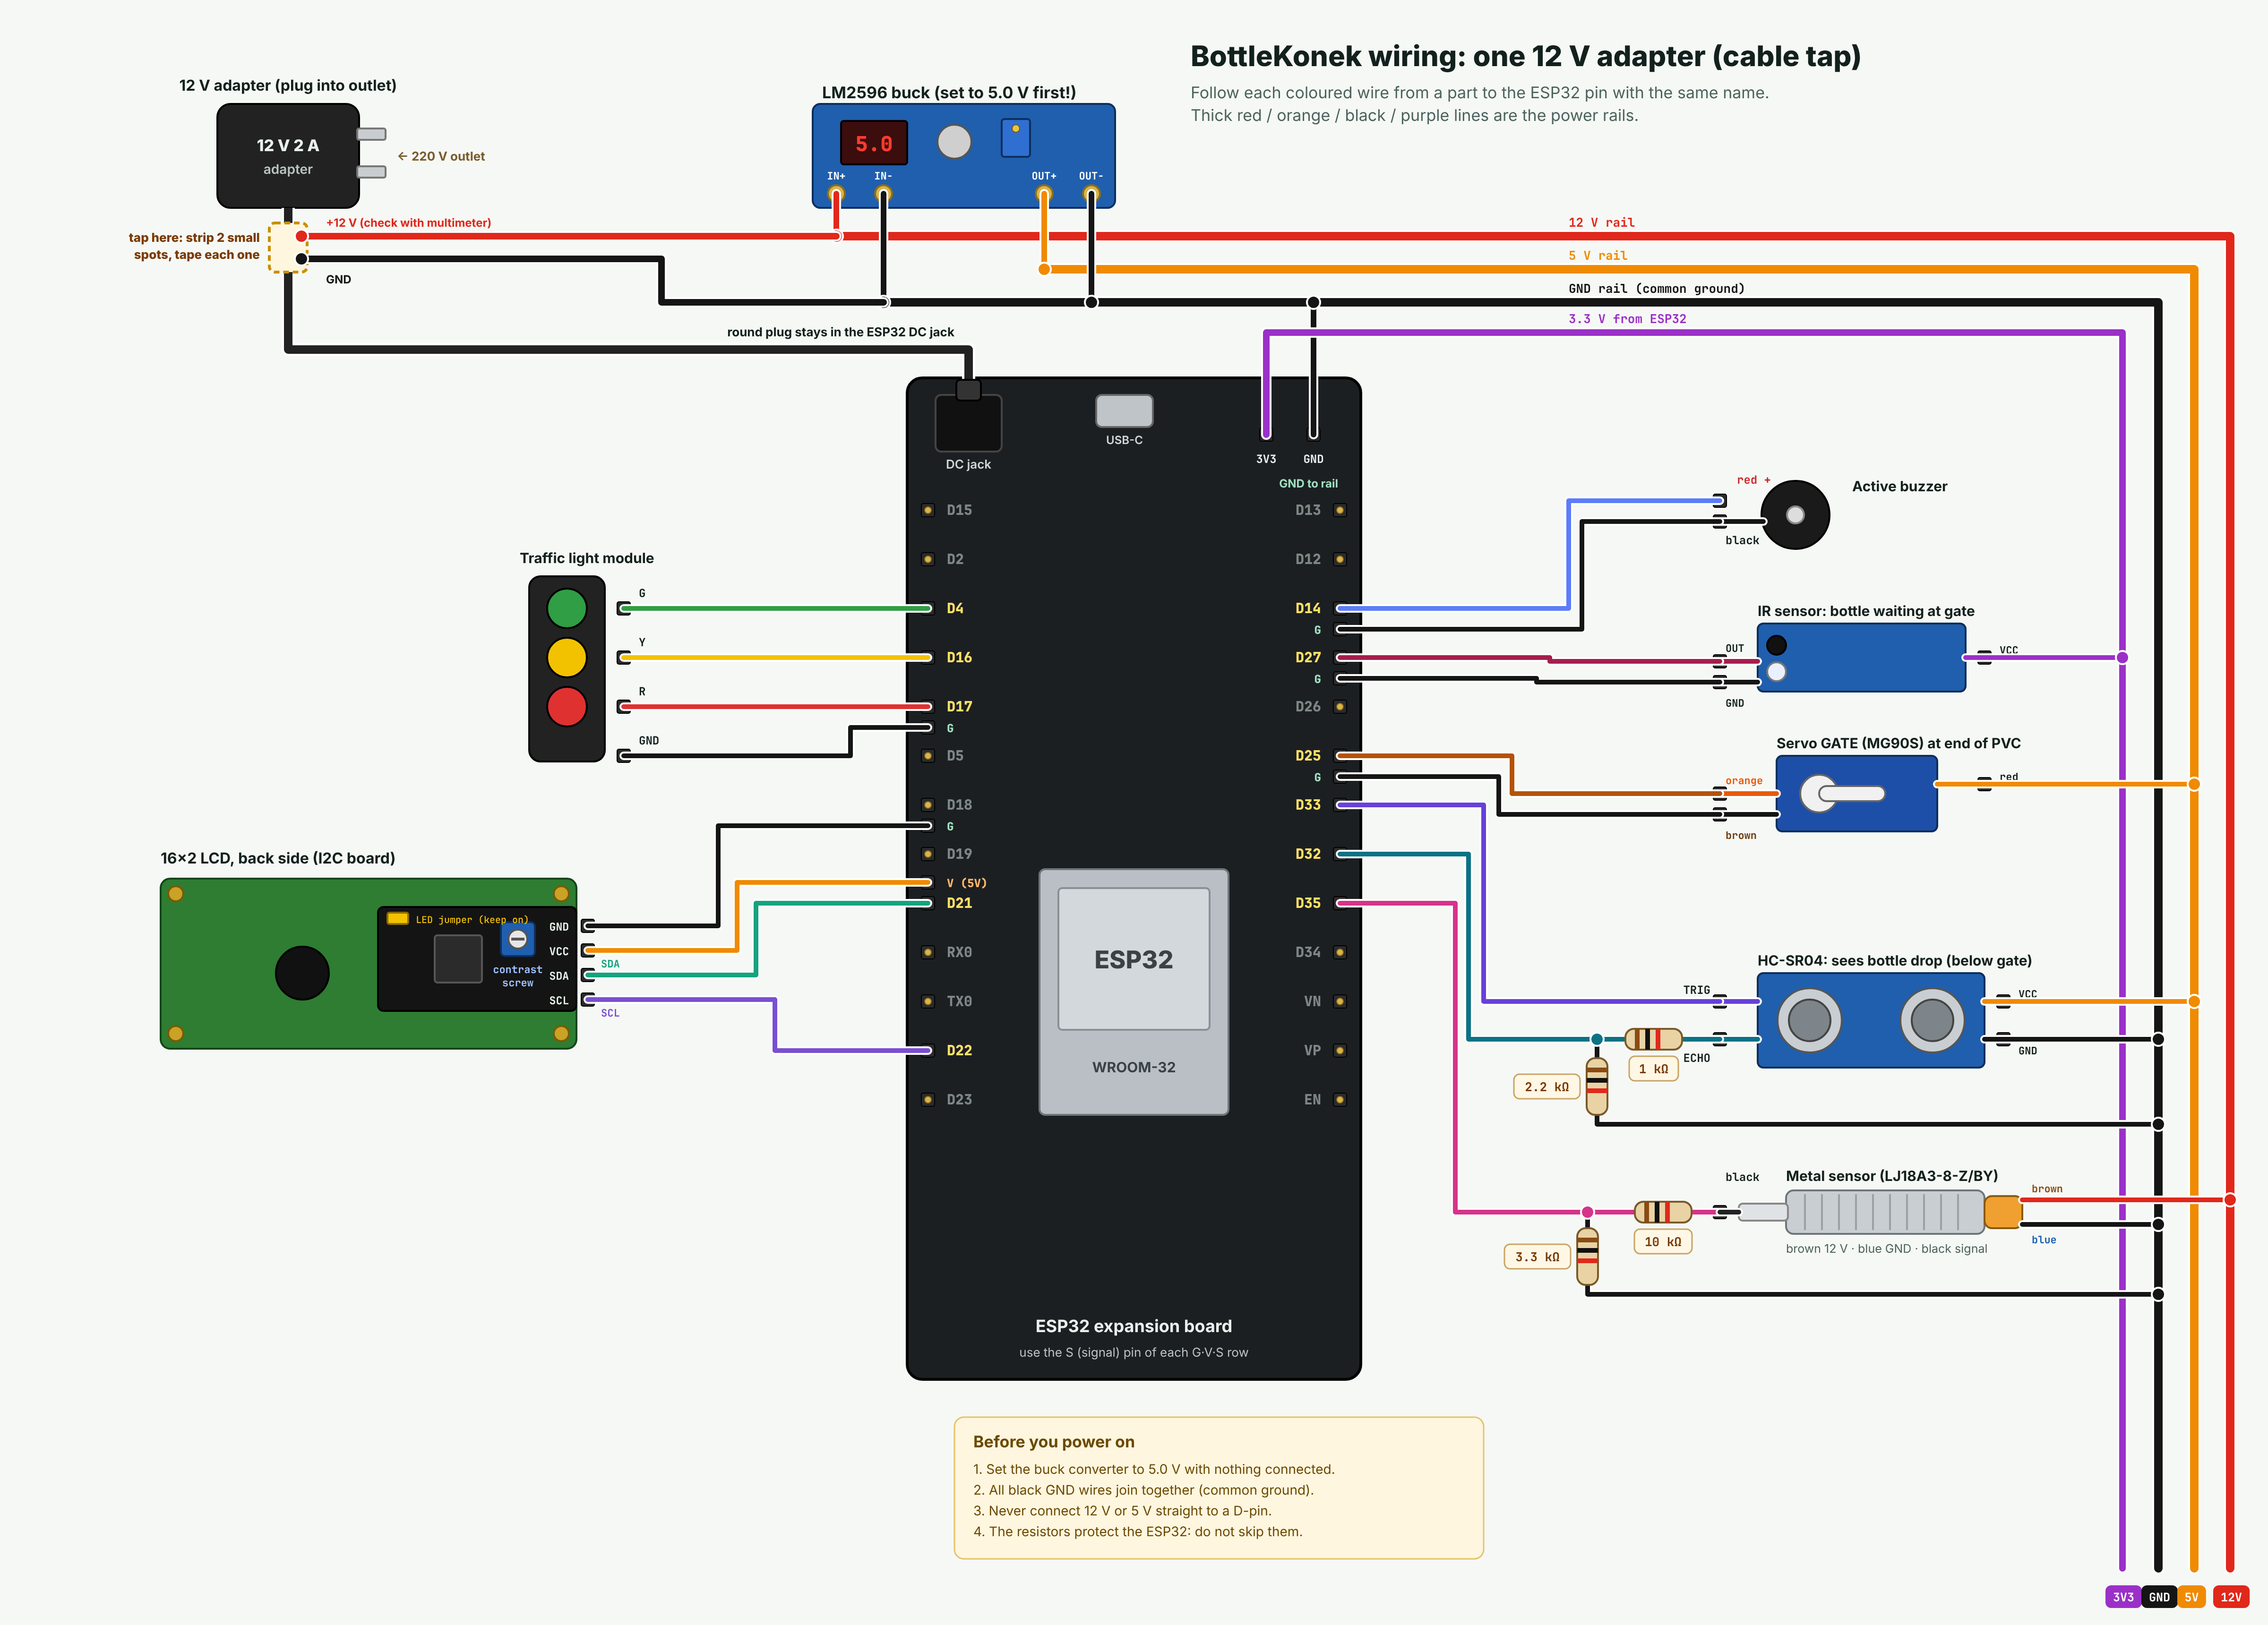 BottleKonek wiring: one 12 V adapter (cable tap)
Follow each coloured wire from a part to the ESP32 pin with the same name.
Thick red / orange / black / purple lines are the power rails.
12 V adapter (plug into outlet)
12 V 2 A
adapter
← 220 V outlet
tap here: strip 2 small
spots, tape each one
+12 V (check with multimeter)
GND
LM2596 buck (set to 5.0 V first!)
5.0
IN+
IN-
OUT+
OUT-
12 V rail
5 V rail
GND rail (common ground)
3.3 V from ESP32
round plug stays in the ESP32 DC jack
DC jack
USB-C
3V3
GND
GND to rail
D15
D2
D4
D16
D17
G
D5
D18
G
D19
V (5V)
D21
RX0
TX0
D22
D23
D13
D12
D14
G
D27
G
D26
D25
G
D33
D32
D35
D34
VN
VP
EN
ESP32
WROOM-32
ESP32 expansion board
use the S (signal) pin of each G·V·S row
Traffic light module
G
Y
R
GND
16×2 LCD, back side (I2C board)
LED jumper (keep on)
contrast
screw
GND
VCC
SDA
SCL
SDA
SCL
Active buzzer
red +
black
IR sensor: bottle waiting at gate
OUT
GND
VCC
Servo GATE (MG90S) at end of PVC
orange
brown
red
HC-SR04: sees bottle drop (below gate)
TRIG
ECHO
VCC
GND
1 kΩ
2.2 kΩ
Metal sensor (LJ18A3-8-Z/BY)
black
brown
blue
brown 12 V · blue GND · black signal
10 kΩ
3.3 kΩ
Before you power on
1. Set the buck converter to 5.0 V with nothing connected.
2. All black GND wires join together (common ground).
3. Never connect 12 V or 5 V straight to a D-pin.
4. The resistors protect the ESP32: do not skip them.
3V3
GND
5V
12V